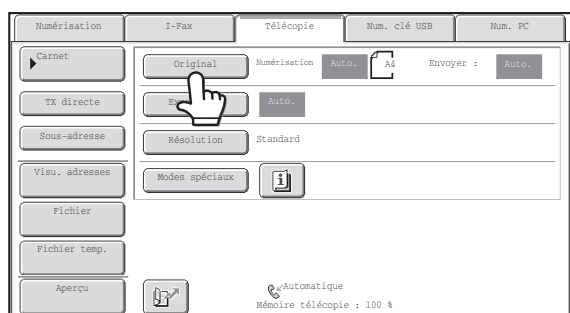 Numérisation
I-Fax
Télécopie
Num. clé USB
Num. PC
Carnet
Original
Numérisation
Auto.
A4
Envoyer :
Auto.
TX directe
Auto.
Sous-adresse
Résolution
Standard
Visu. adresses
Modes spéciaux
Fichier
Fichier temp.
Aperçu
Automatique
Mémoire télécopie : 100 %